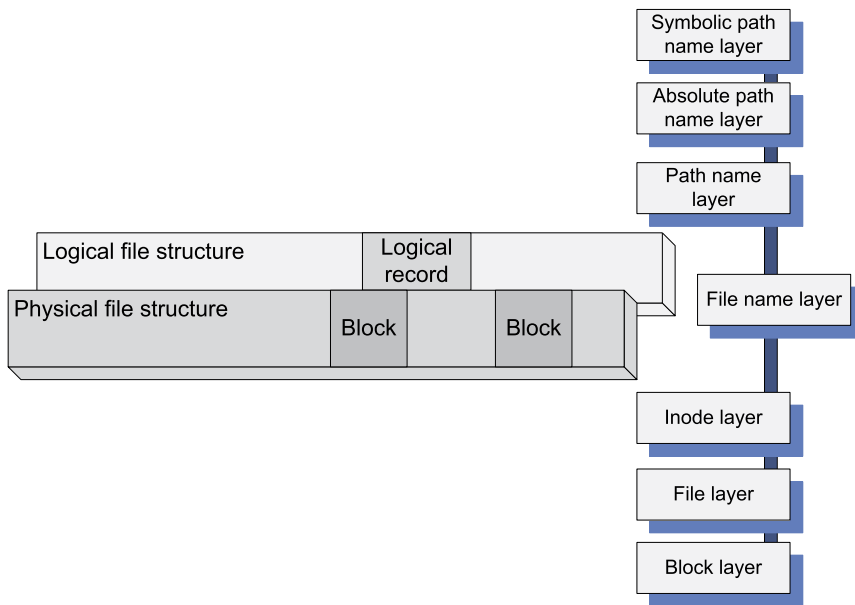 Symbolic path
name layer
Absolute path
name layer
Path name
layer
Logical file structure
Logical
record
Physical file structure
Block
Block
File name layer
Inode layer
File layer
Block layer